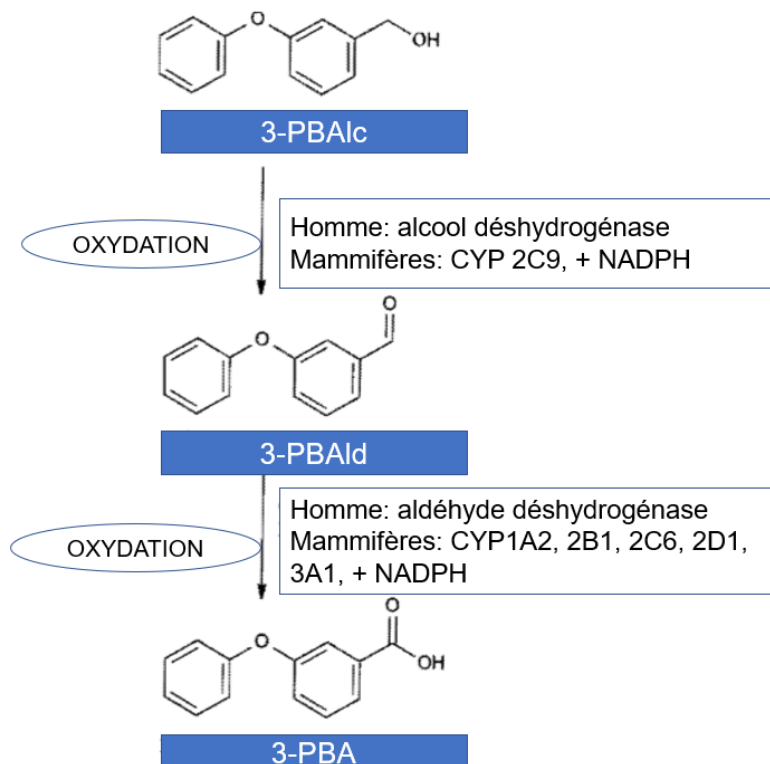 O
OH
3-PBAlc
OXYDATION
Homme: alcool déshydrogénase
Mammifères: CYP 2C9, + NADPH
O
O
3-PBAld
OXYDATION
Homme: aldéhyde déshydrogénase
Mammifères: CYP1A2, 2B1, 2C6, 2D1,
3A1, + NADPH
O
O
OH
3-PBA